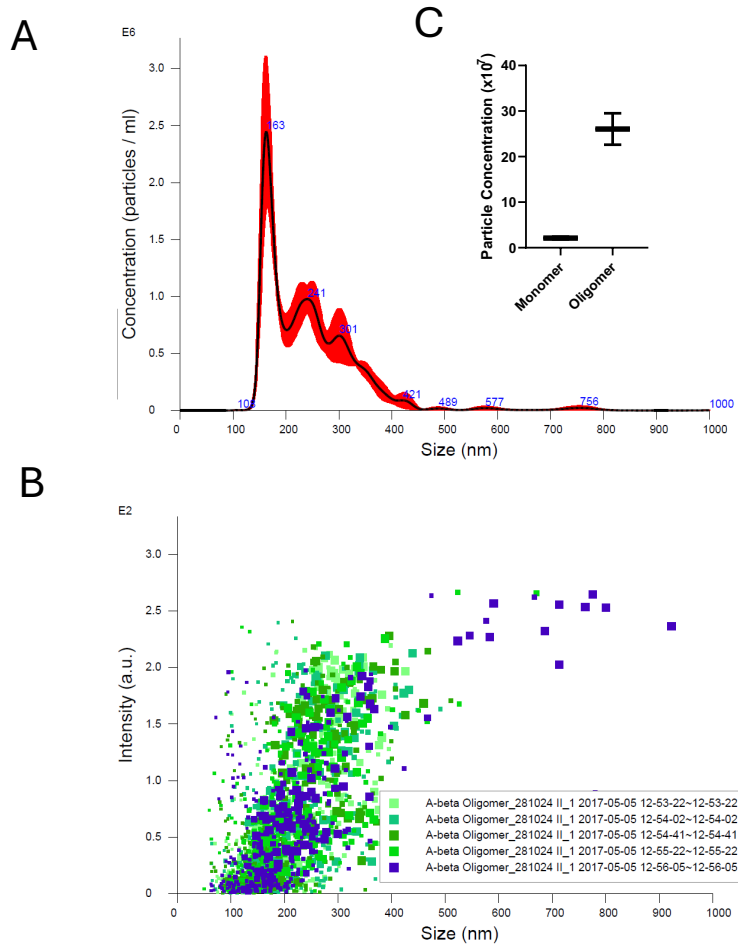 A
E6
3.0
2.5
2.0
1.5
1.0
0.5
0
Concentration (particles / ml)
163
241
301
421
489
577
756
1000
0
100
200
300
400
500
600
700
800
900
1000
Size (nm)
C
40
30
20
10
0
Particle Concentration (x10⁷)
Monomer
Oligomer
B
E2
3.0
2.5
2.0
1.5
1.0
0.5
0
Intensity (a.u.)
A-beta Oligomer_281024 II_1 2017-05-05 12-53-22~12-53-22
A-beta Oligomer_281024 II_1 2017-05-05 12-54-02~12-54-02
A-beta Oligomer_281024 II_1 2017-05-05 12-54-41~12-54-41
A-beta Oligomer_281024 II_1 2017-05-05 12-55-22~12-55-22
A-beta Oligomer_281024 II_1 2017-05-05 12-56-05~12-56-05
0
100
200
300
400
500
600
700
800
900
1000
Size (nm)